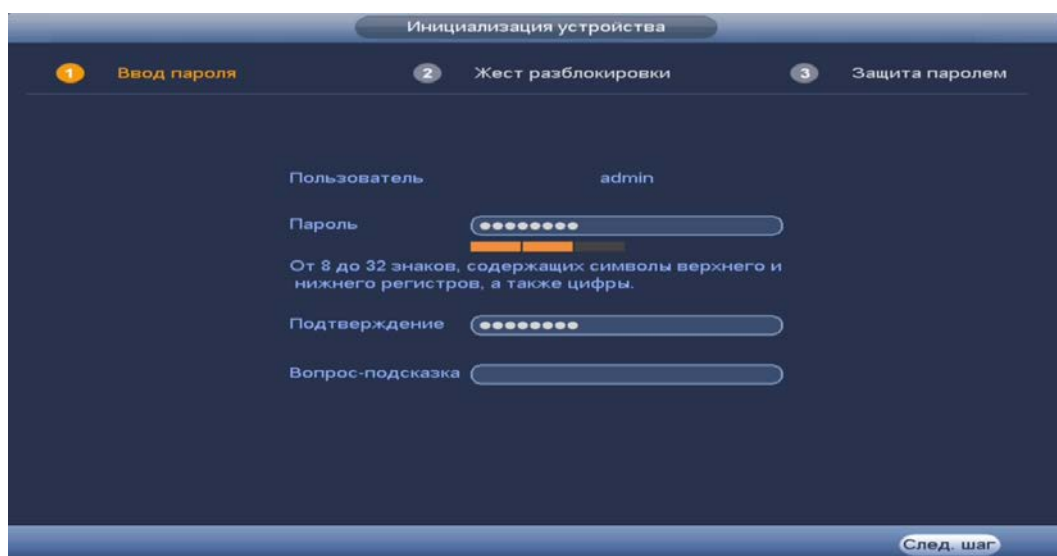 Инициализация устройства
1 Ввод пароля 2 Жест разблокировки 3 Защита паролем
Пользователь admin
Пароль ●●●●●●●●
От 8 до 32 знаков, содержащих символы верхнего и
нижнего регистров, а также цифры.
Подтверждение ●●●●●●●●
Вопрос-подсказка
След. шаг